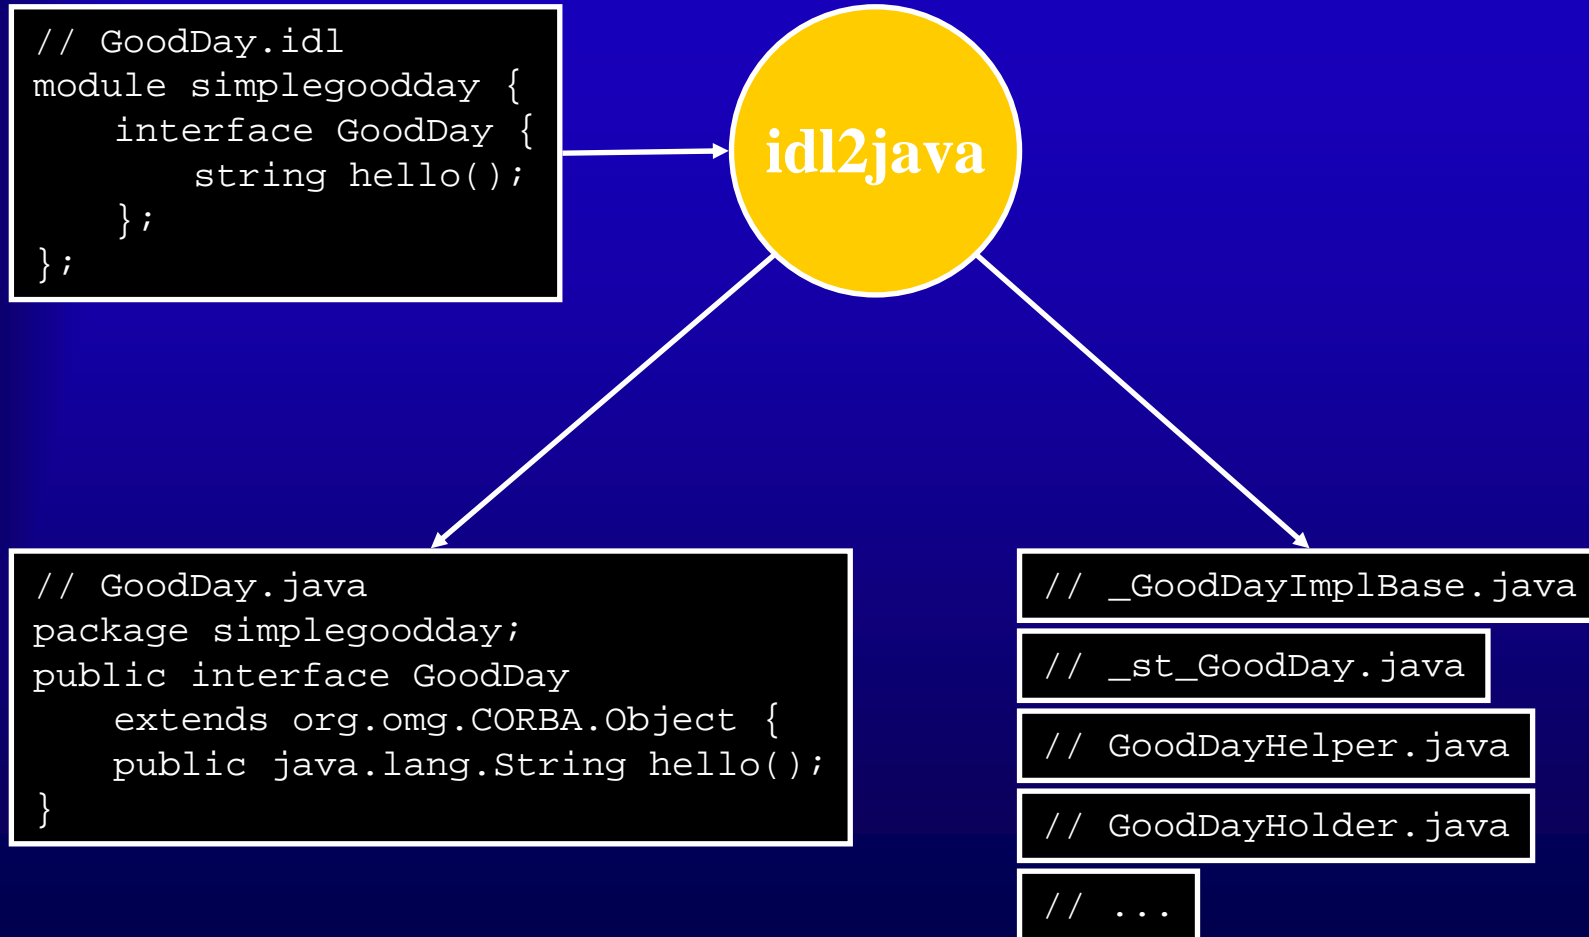 // GoodDay.idl
module simplegoodday {
interface GoodDay {
string hello();
};
};
idl2java
// GoodDay.java
package simplegoodday;
public interface GoodDay
extends org.omg.CORBA.Object {
public java.lang.String hello();
}
// _GoodDayImplBase.java
// _st_GoodDay.java
// GoodDayHelper.java
// GoodDayHolder.java
// ...